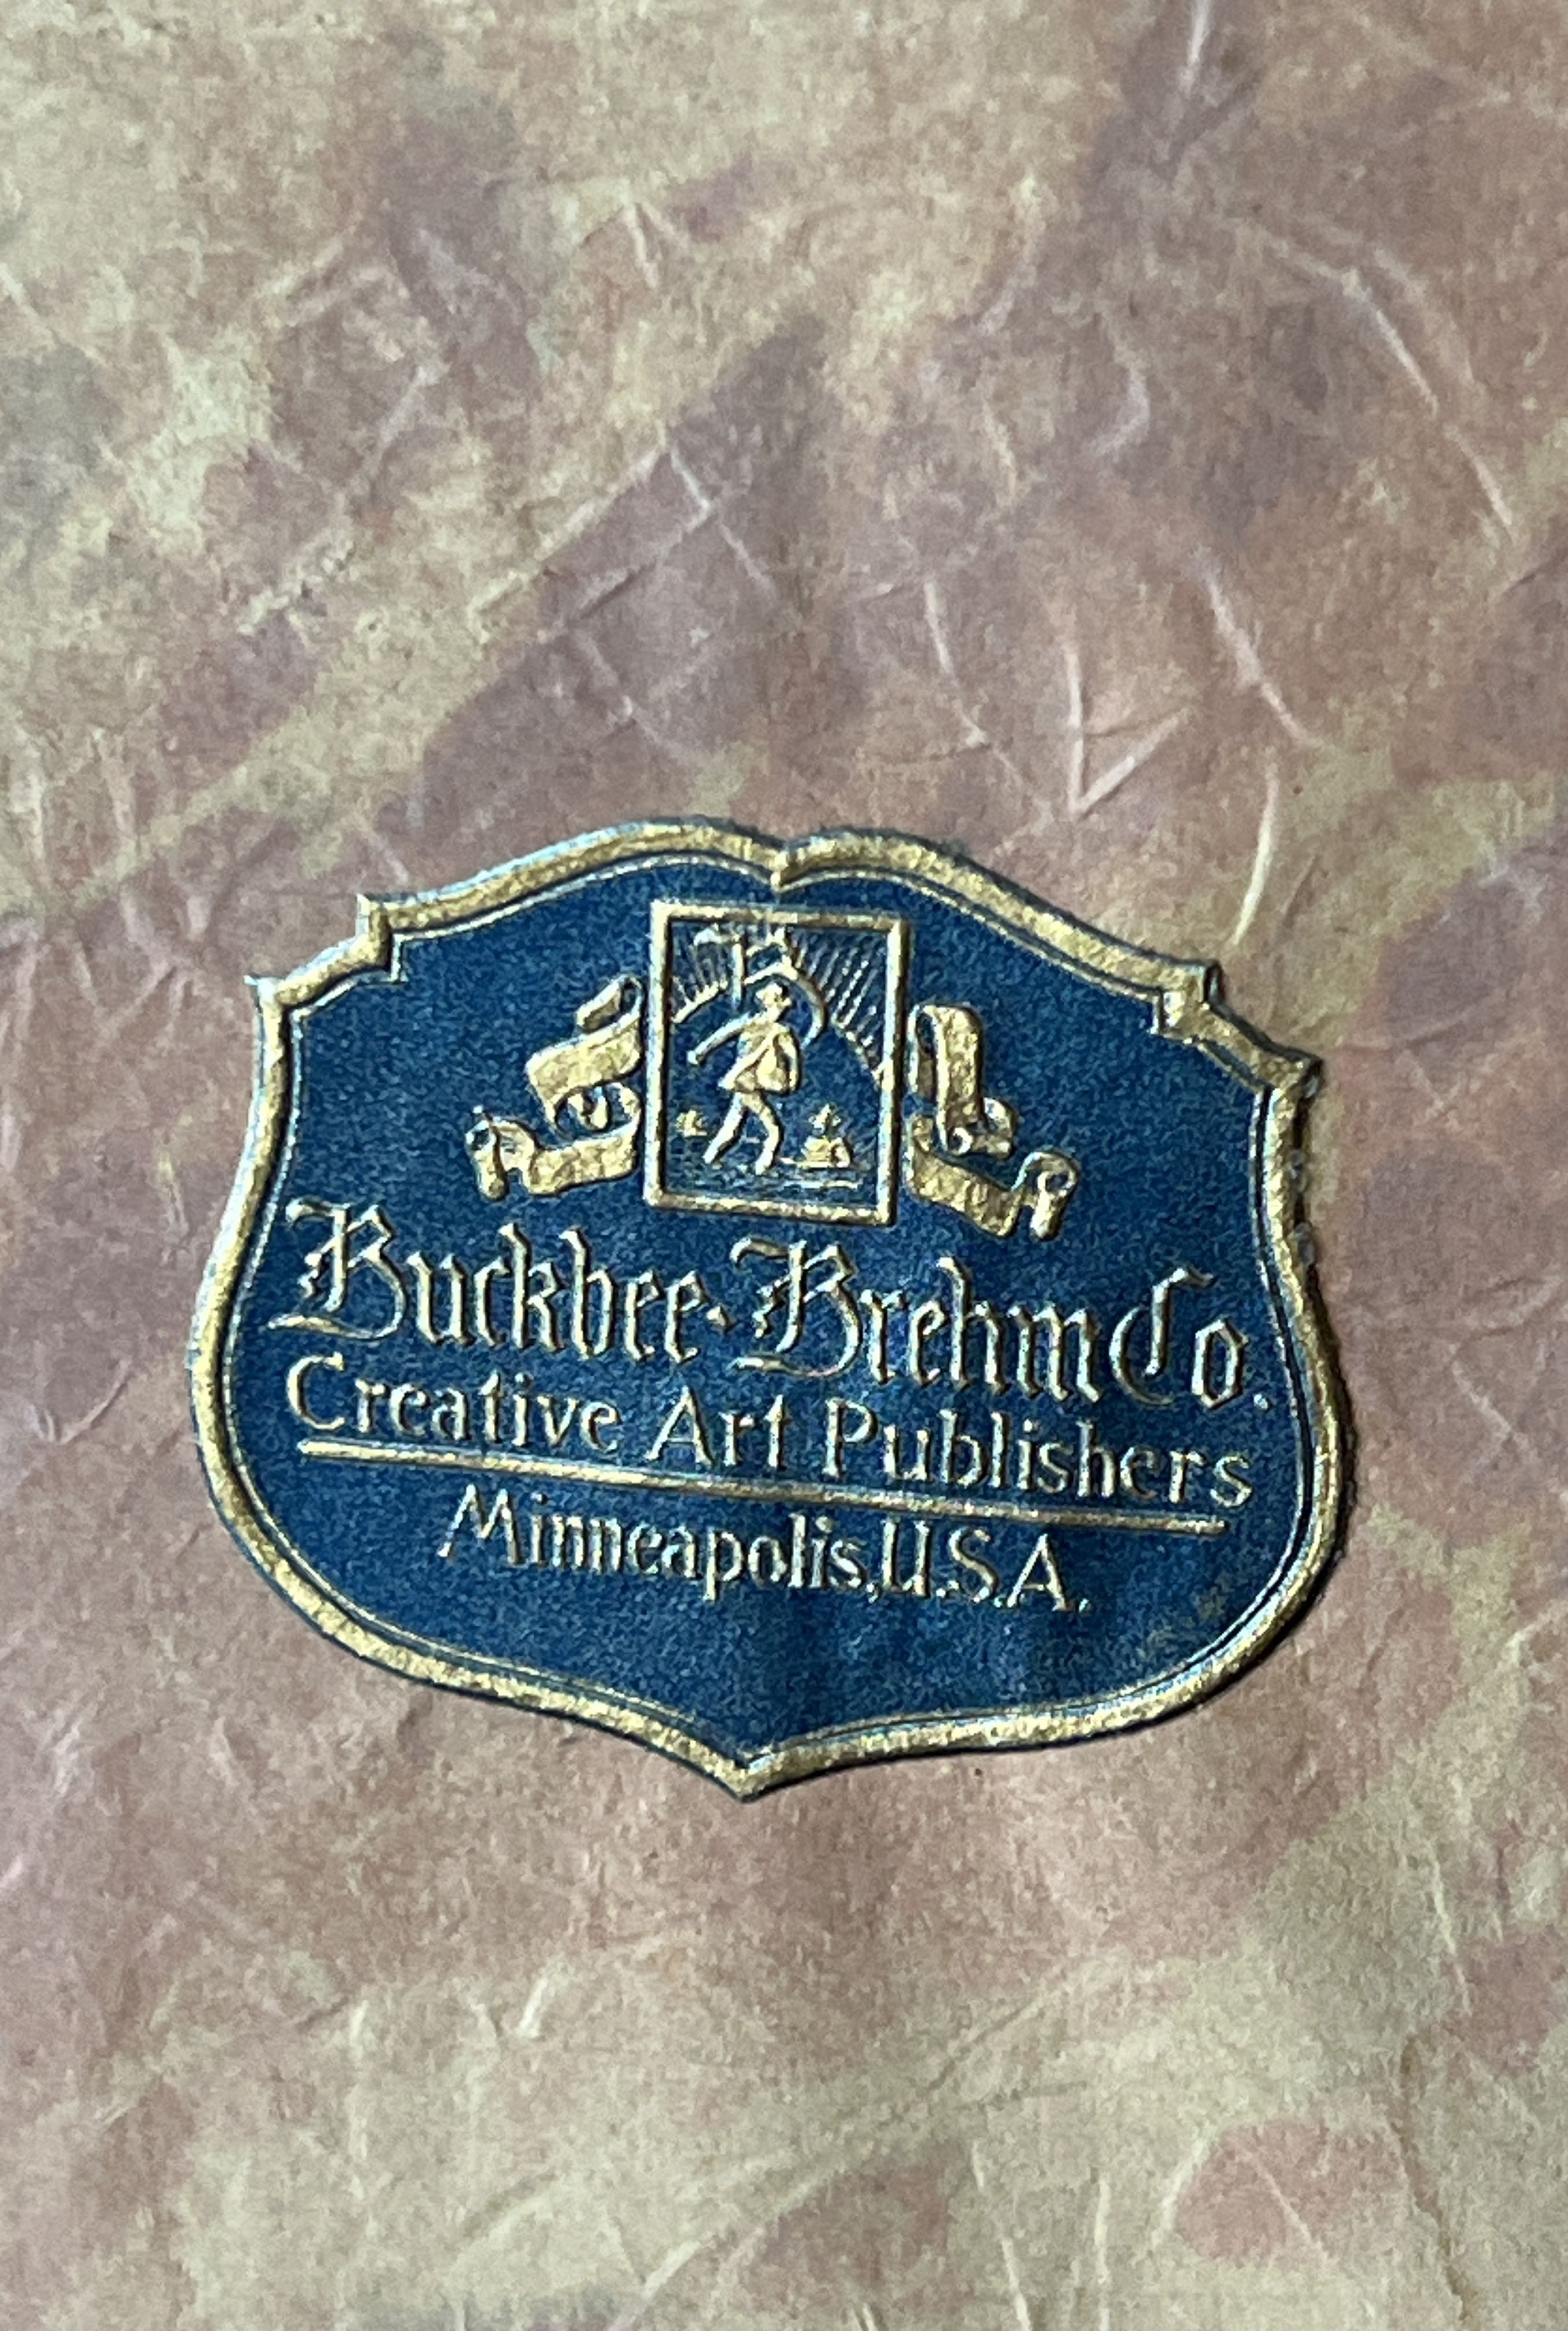 Buckbee-Brehm Co.
Creative Art Publishers
Minneapolis, U.S.A.